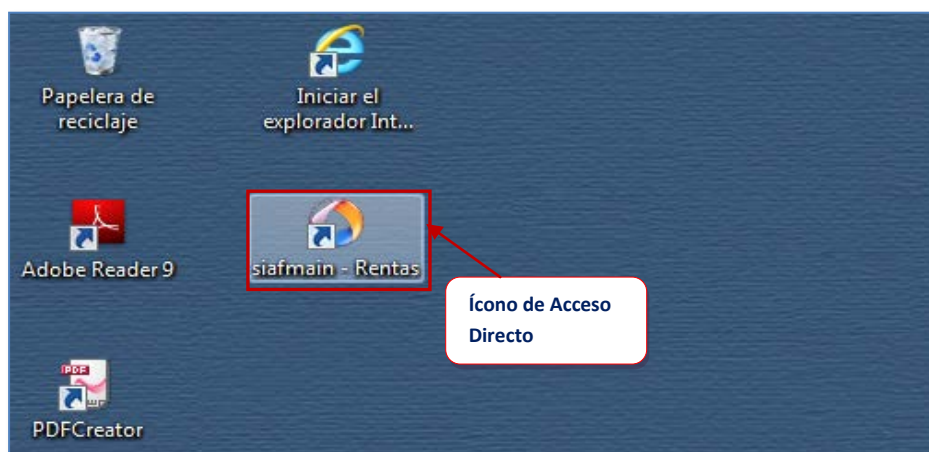 Papelera de
reciclaje
Iniciar el
explorador Int...
Adobe Reader 9
siafmain - Rentas
Ícono de Acceso
Directo
PDF
PDFCreator